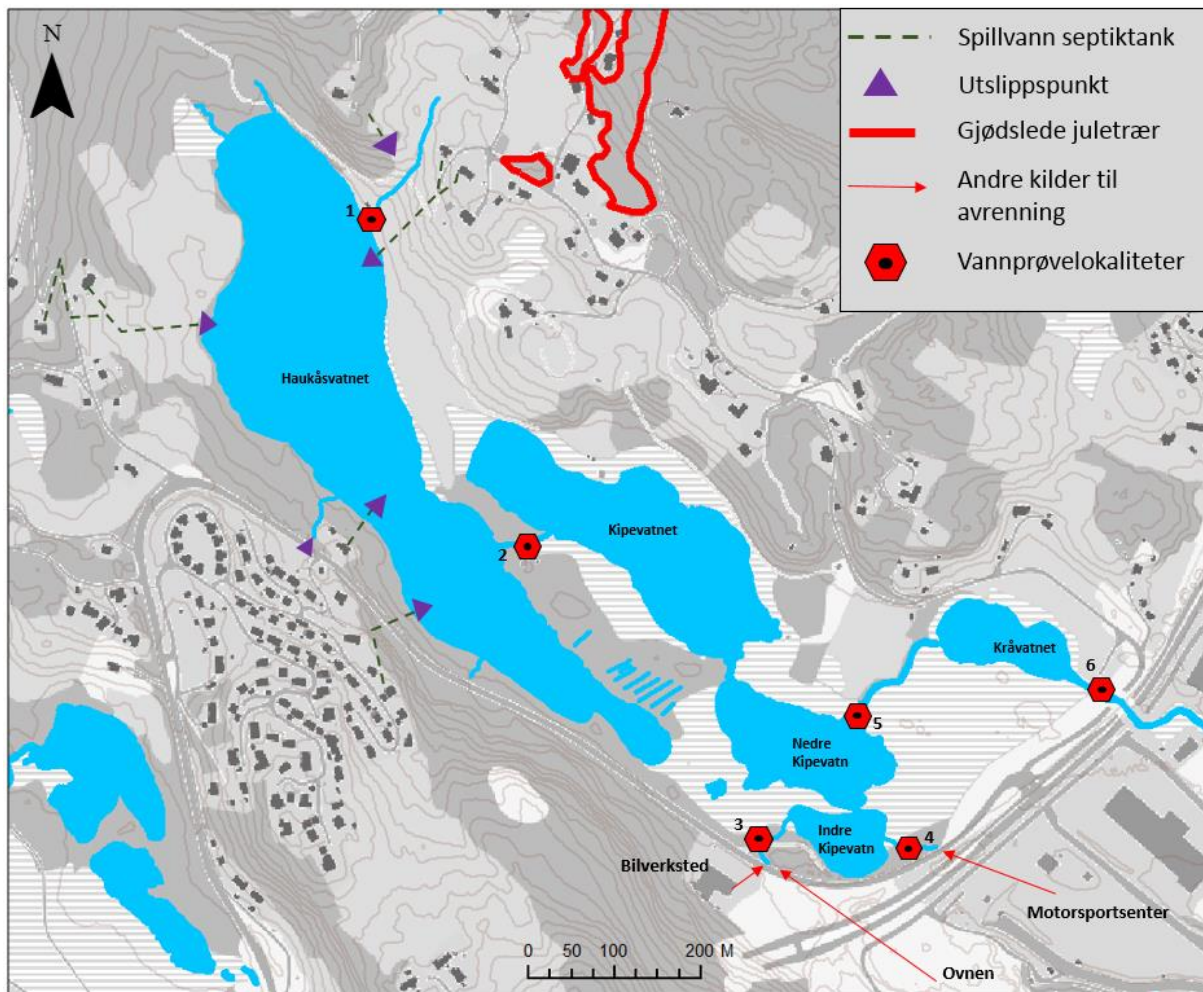 N
Spillvann septiktank
Utslippspunkt
Gjødslede juletrær
Andre kilder til
avrenning
Vannprøvelokaliteter
1
Haukåsvatnet
Kipevatnet
2
Kråvatnet
6
5
Nedre
Kipevatn
3
Indre
Kipevatn
4
Bilverksted
Motorsportsenter
0 50 100 200 M
Ovnen